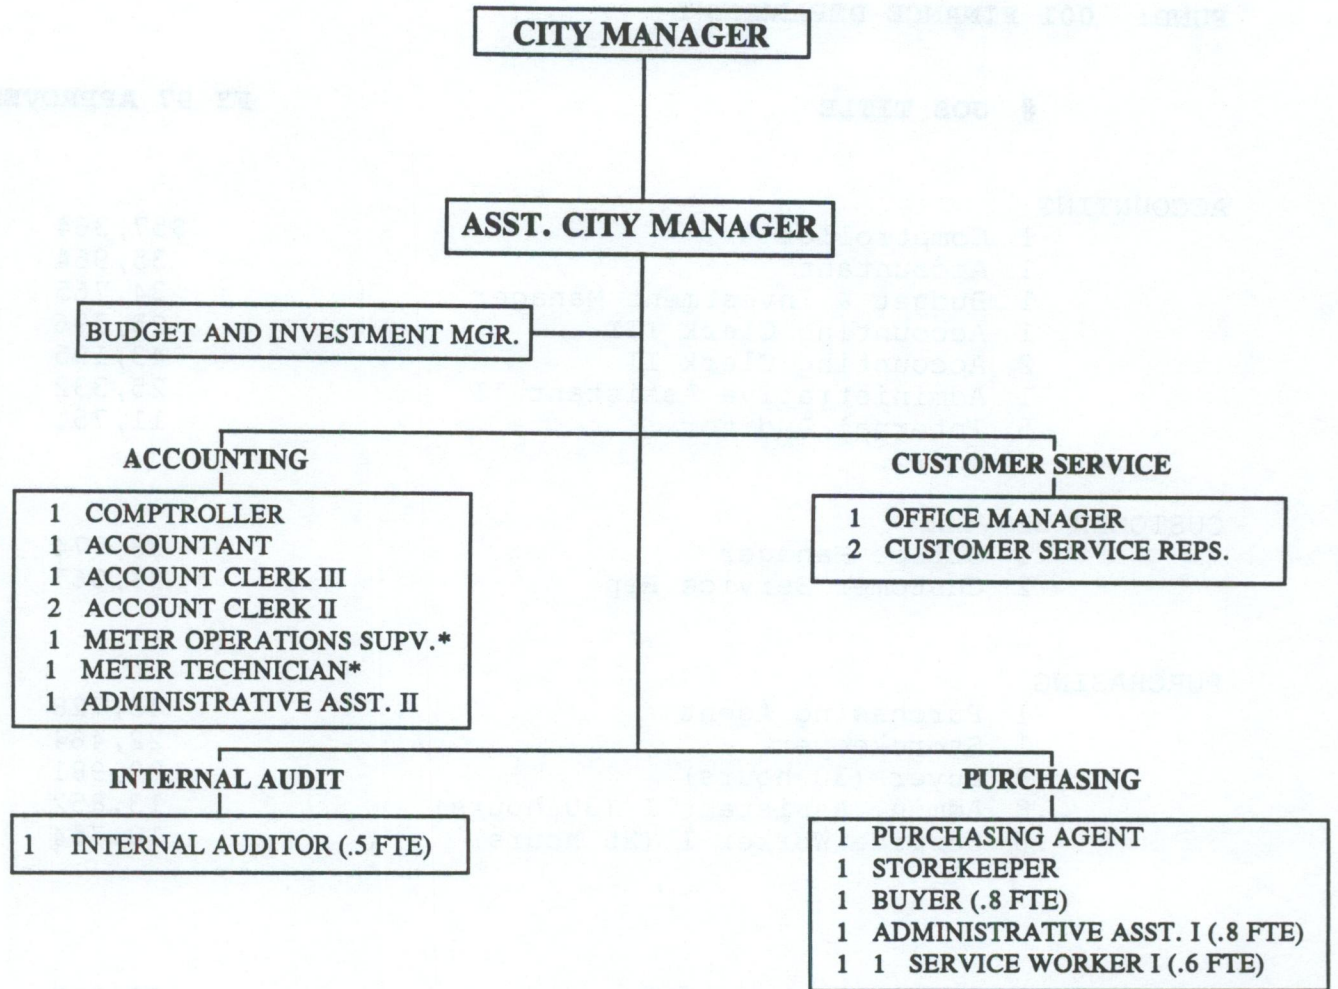 CITY MANAGER
ASST. CITY MANAGER
BUDGET AND INVESTMENT MGR.
ACCOUNTING
1 COMPTROLLER
1 ACCOUNTANT
1 ACCOUNT CLERK III
2 ACCOUNT CLERK II
1 METER OPERATIONS SUPV.*
1 METER TECHNICIAN*
1 ADMINISTRATIVE ASST. II
CUSTOMER SERVICE
1 OFFICE MANAGER
2 CUSTOMER SERVICE REPS.
INTERNAL AUDIT
1 INTERNAL AUDITOR (.5 FTE)
PURCHASING
1 PURCHASING AGENT
1 STOREKEEPER
1 BUYER (.8 FTE)
1 ADMINISTRATIVE ASST. I (.8 FTE)
1 1 SERVICE WORKER I (.6 FTE)